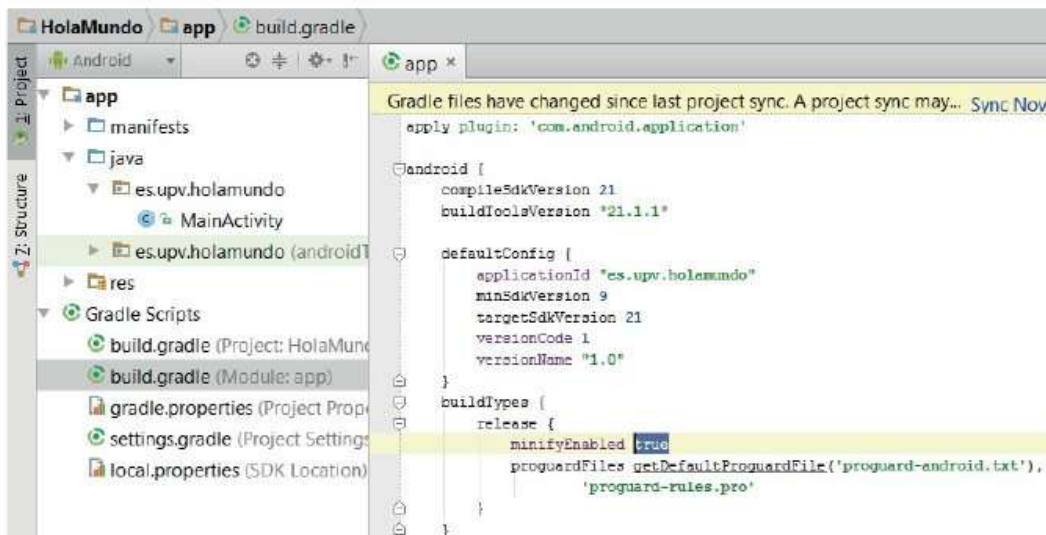 HolaMundo app build.gradle
1: Project
Z: Structure
Android
app
manifests
java
es.upv.holamundo
MainActivity
es.upv.holamundo (androidT
res
Gradle Scripts
build.gradle (Project: HolaMund
build.gradle (Module: app)
gradle.properties (Project Prope
settings.gradle (Project Settings
local.properties (SDK Location)
app
Gradle files have changed since last project sync. A project sync may... Sync Nov
apply plugin: 'com.android.application'
android {
compileSdkVersion 21
buildToolsVersion "21.1.1"
defaultConfig {
applicationId "es.upv.holamundo"
minSdkVersion 9
targetSdkVersion 21
versionCode 1
versionName "1.0"
}
buildTypes {
release {
minifyEnabled true
proguardFiles getDefaultProguardFile('proguard-android.txt'),
'proguard-rules.pro'
}
}